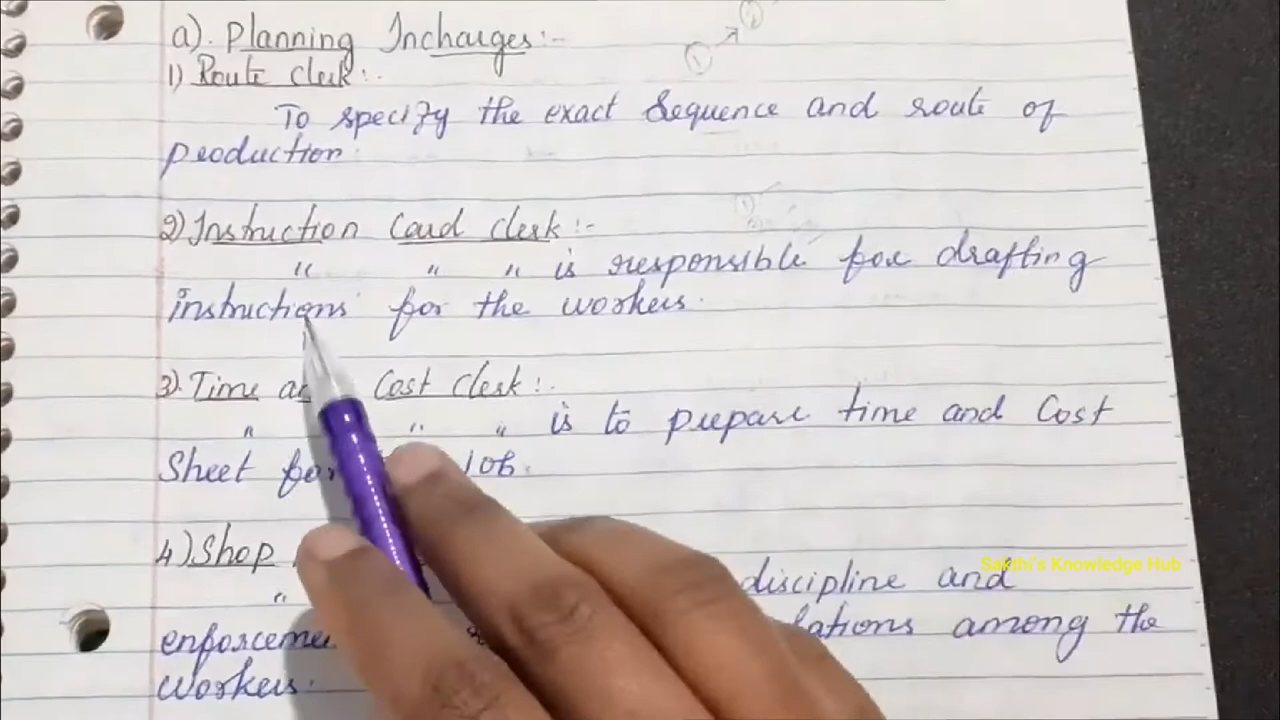 a). Planning Incharges:-
1) Route clerk:.
To specify the exact sequence and route of
production.
2) Instruction Card clerk:-
" " " is responsible for drafting
instructions for the workers.
3). Time Cost Clerk:.
" " " is to prepare time and Cost
Sheet for Job.
4) Shop
" discipline and
among the
Sakthi's Knowledge Hub
workers.